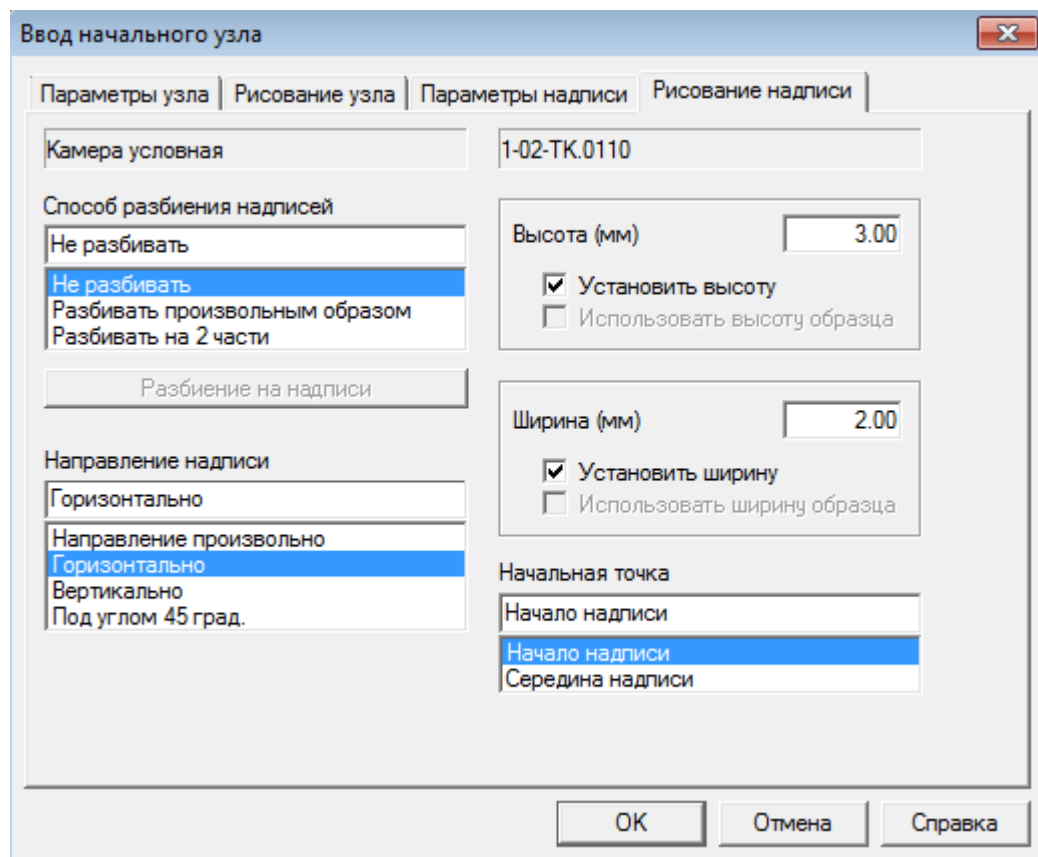 Ввод начального узла
Параметры узла
Рисование узла
Параметры надписи
Рисование надписи
Камера условная
1-02-ТК.0110
Способ разбиения надписей
Не разбивать
Не разбивать
Разбивать произвольным образом
Разбивать на 2 части
Разбиение на надписи
Направление надписи
Горизонтально
Направление произвольно
Горизонтально
Вертикально
Под углом 45 град.
Высота (мм)
3.00
Установить высоту
Использовать высоту образца
Ширина (мм)
2.00
Установить ширину
Использовать ширину образца
Начальная точка
Начало надписи
Начало надписи
Середина надписи
OK
Отмена
Справка